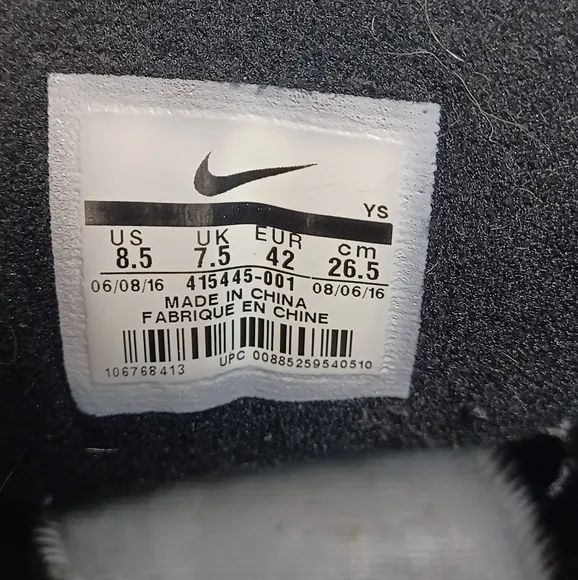 YS
US UK EUR cm
8.5 7.5 42 26.5
06/08/16 415445-001 08/06/16
MADE IN CHINA
FABRIQUE EN CHINE
106768413 UPC 00885259540510